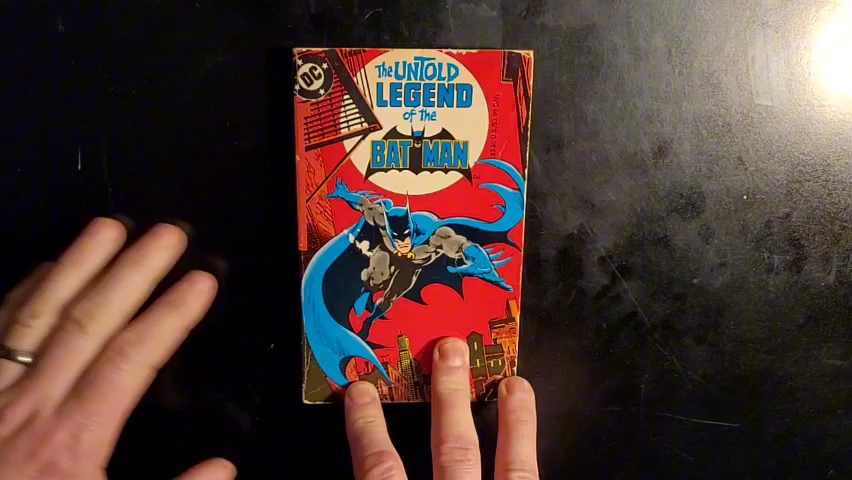 DC
The UNTOLD
LEGEND
of the
BATMAN